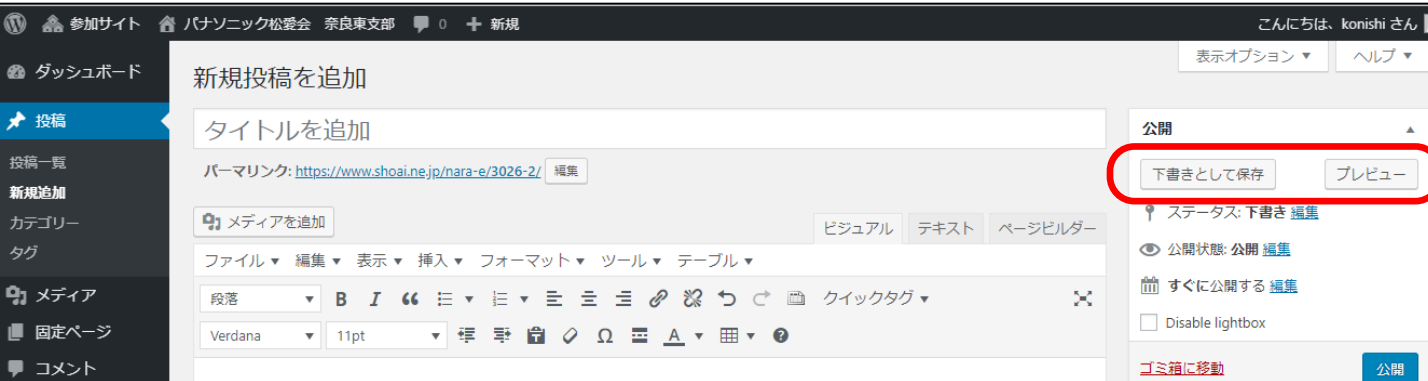 参加サイト パナソニック松愛会 奈良東支部 0 新規 こんにちは、konishi さん
表示オプション ▼ ヘルプ ▼
ダッシュボード
投稿
投稿一覧
新規追加
カテゴリー
タグ
メディア
固定ページ
コメント
新規投稿を追加
タイトルを追加
パーマリンク: https://www.shoai.ne.jp/nara-e/3026-2/ 編集
メディアを追加
ビジュアル テキスト ページビルダー
ファイル ▼ 編集 ▼ 表示 ▼ 挿入 ▼ フォーマット ▼ ツール ▼ テーブル ▼
段落 ▼ B I クイックタグ ▼
Verdana ▼ 11pt ▼ Ω A ▼
公開
下書きとして保存 プレビュー
ステータス: 下書き 編集
公開状態: 公開 編集
すぐに公開する 編集
Disable lightbox
ゴミ箱に移動 公開